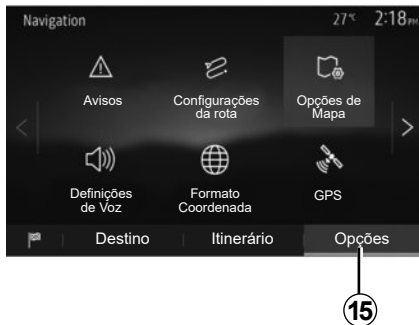 Navigation
27°C 2:18PM
Avisos
Configurações
da rota
Opções de
Mapa
Definições
de Voz
Formato
Coordenada
GPS
Destino
Itinerário
Opções
15